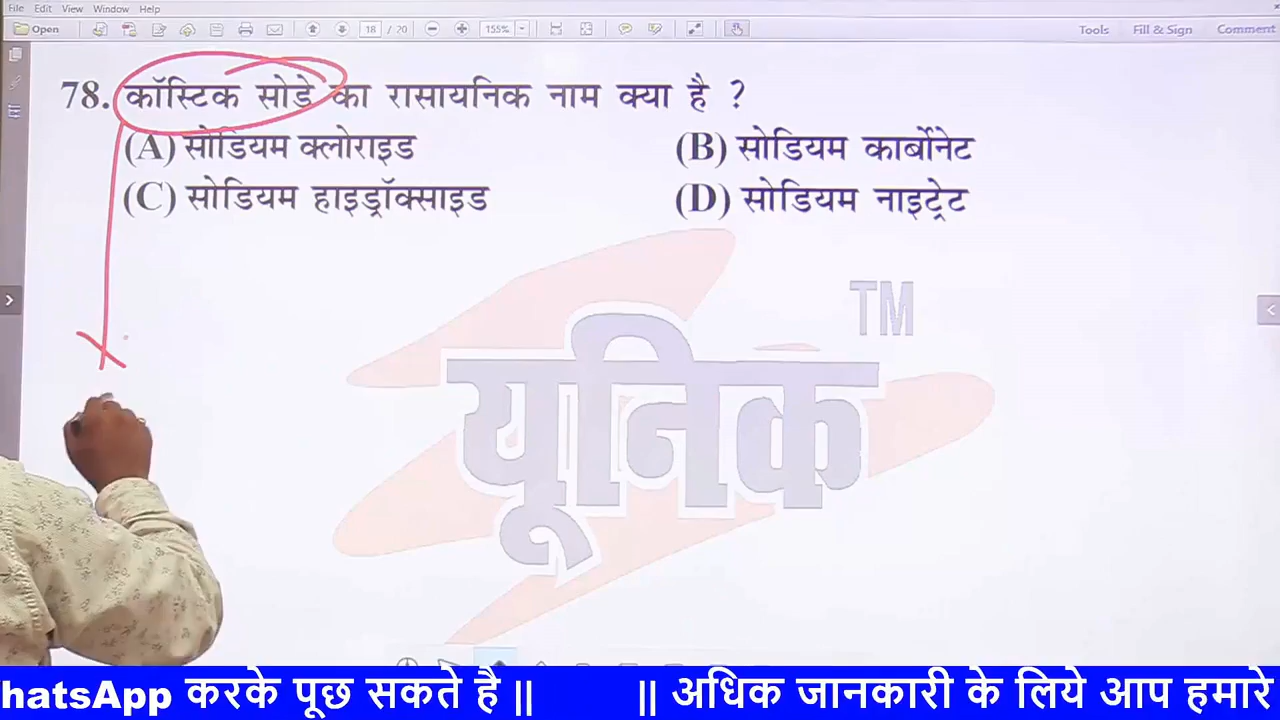 File Edit View Window Help
Open 18 / 20 155% Tools Fill & Sign Comment
78. कॉस्टिक सोडे का रासायनिक नाम क्या है ?
(A) सोडियम क्लोराइड (B) सोडियम कार्बोनेट
(C) सोडियम हाइड्रॉक्साइड (D) सोडियम नाइट्रेट
TM
यूनिक
hatsApp करके पूछ सकते है || || अधिक जानकारी के लिये आप हमारे